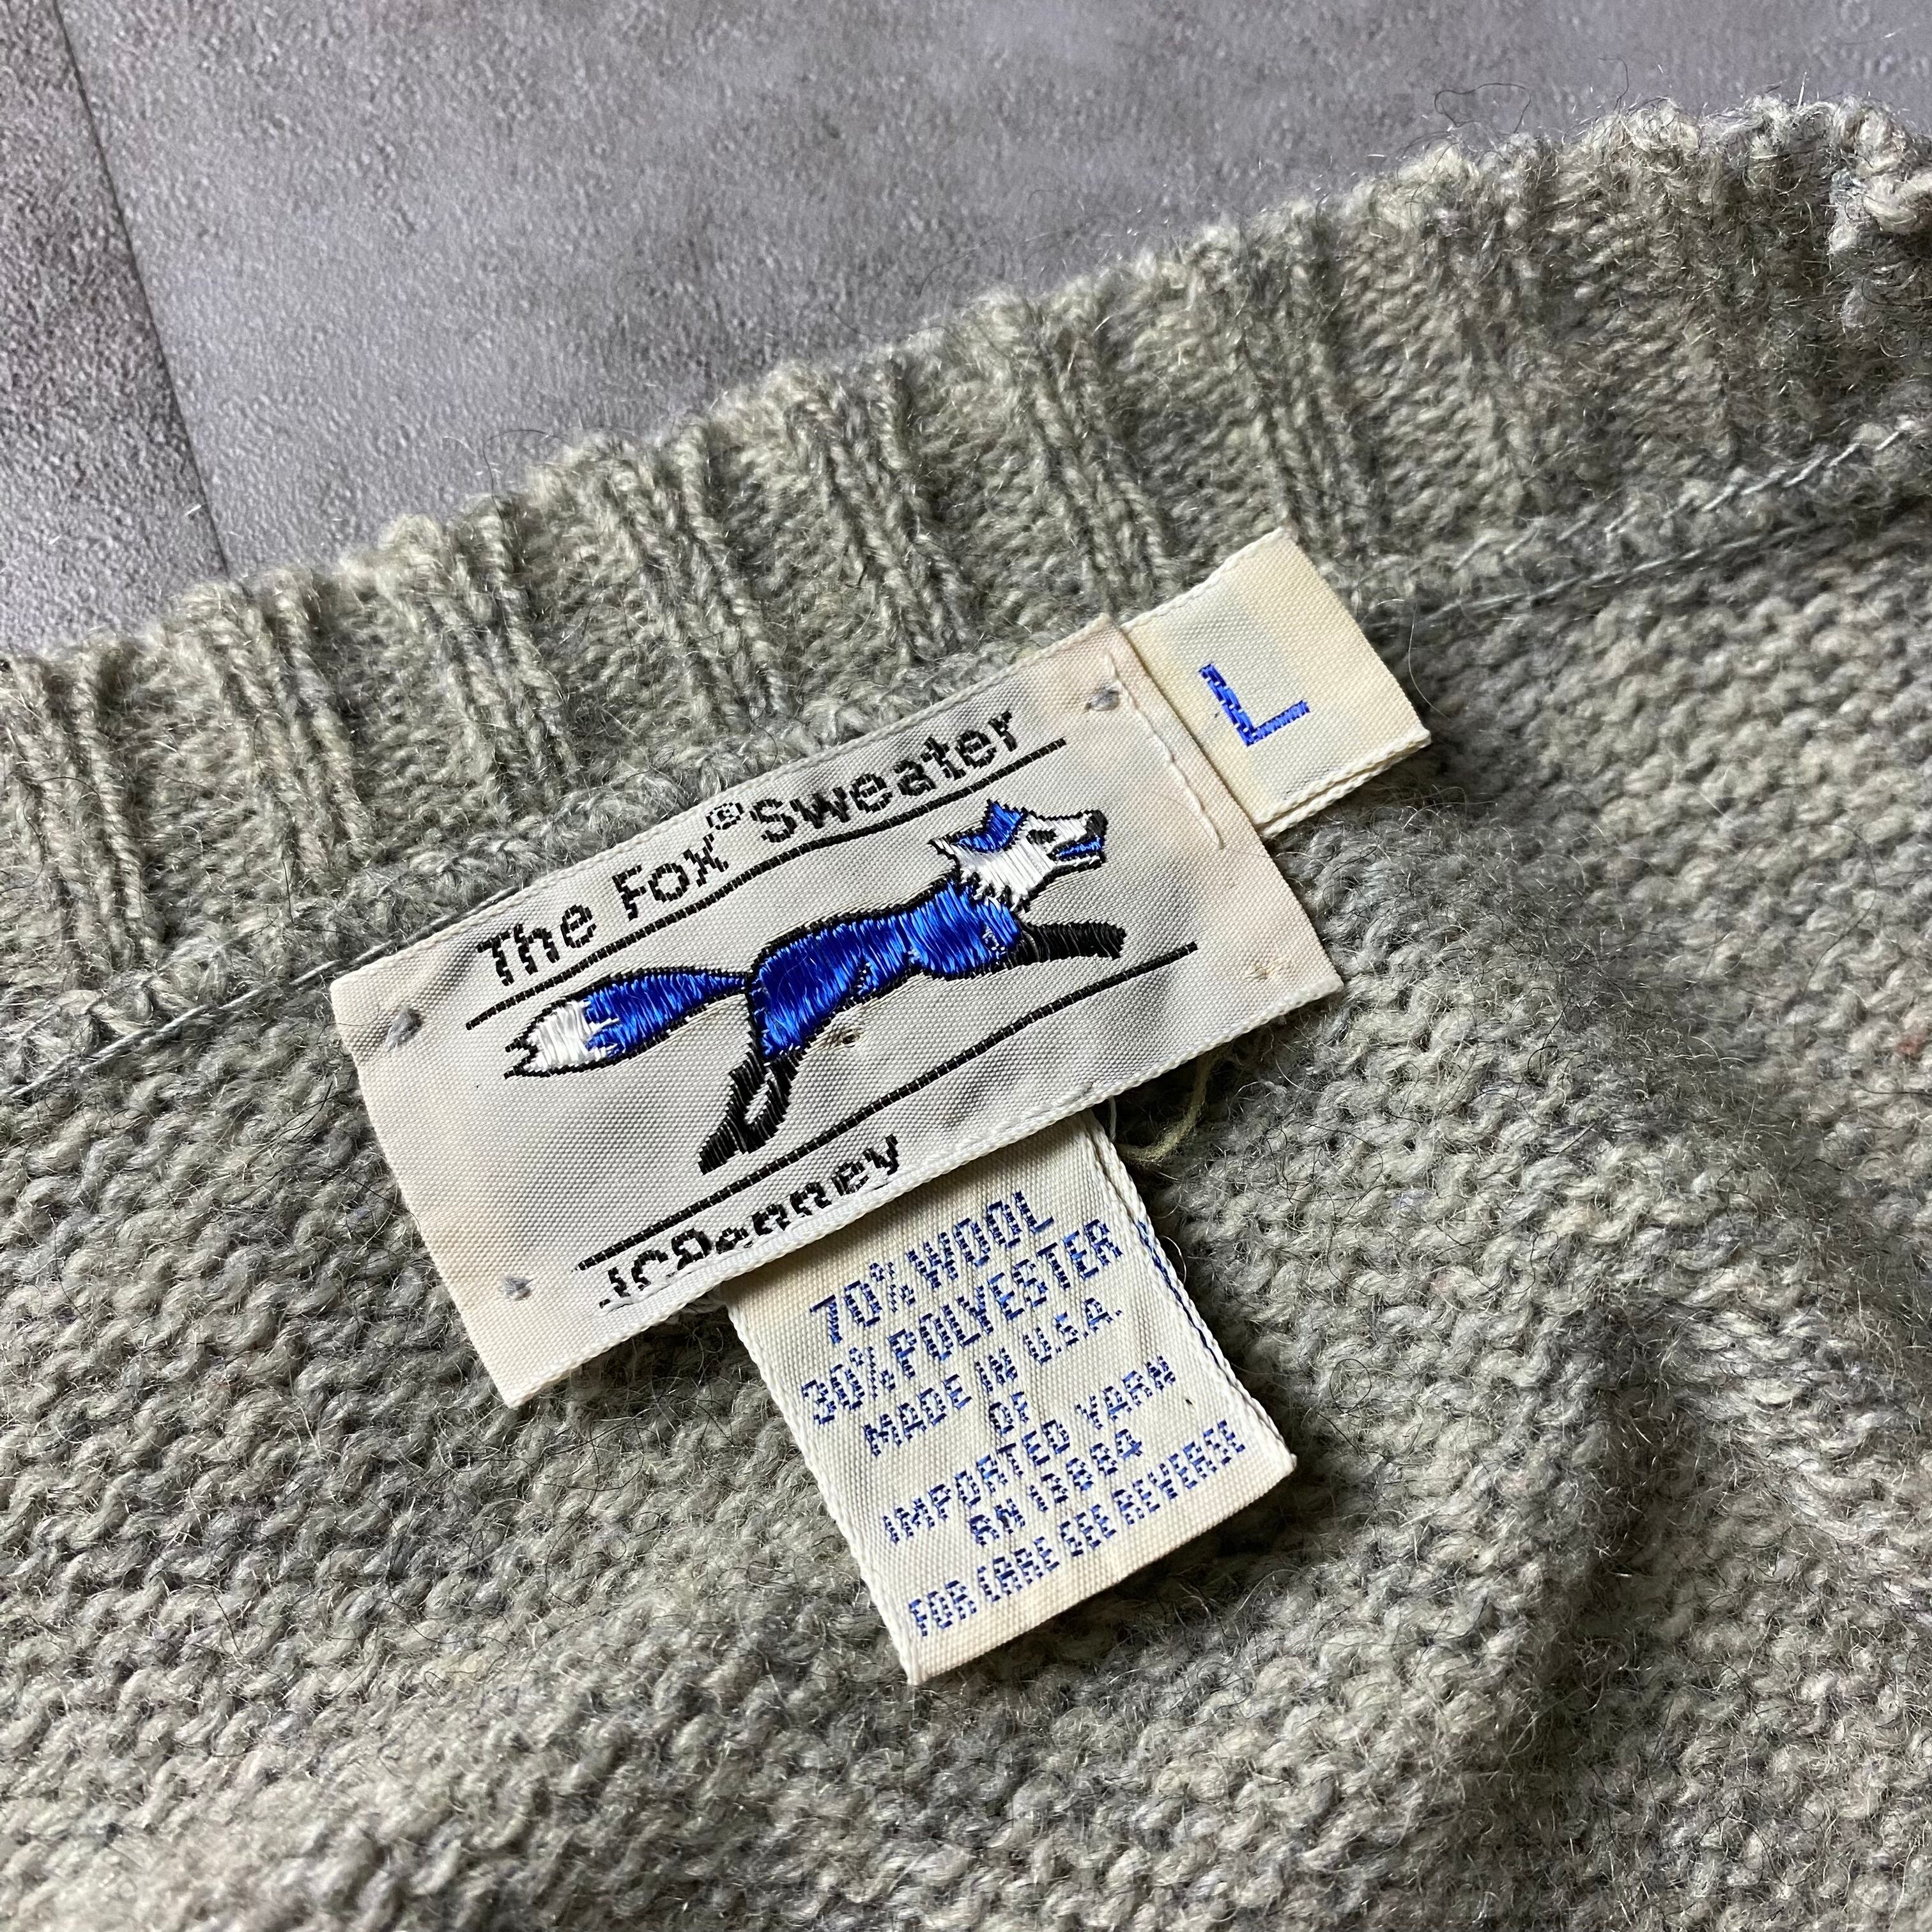 The Fox® Sweater
L
JCPenney
70% WOOL
30% POLYESTER
MADE IN U.S.A.
OF
IMPORTED YARN
RN 13884
FOR CARE SEE REVERSE